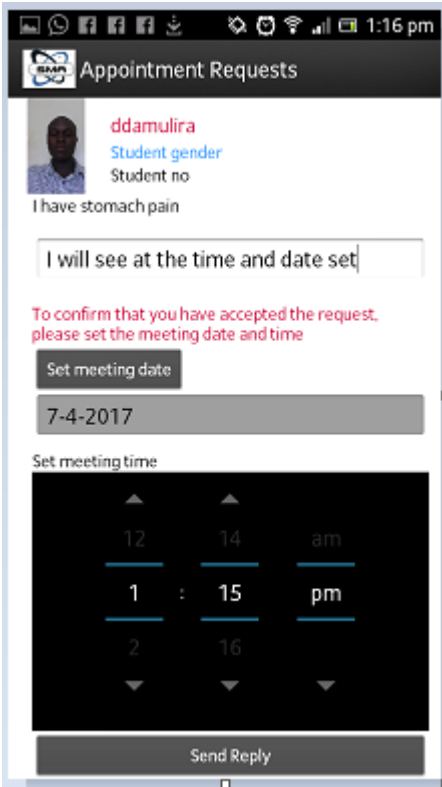 1:16 pm
SMA
Appointment Requests
ddamulira
Student gender
Student no
I have stomach pain
I will see at the time and date set
To confirm that you have accepted the request,
please set the meeting date and time
Set meeting date
7-4-2017
Set meeting time
12 14 am
1 : 15 pm
2 16
Send Reply